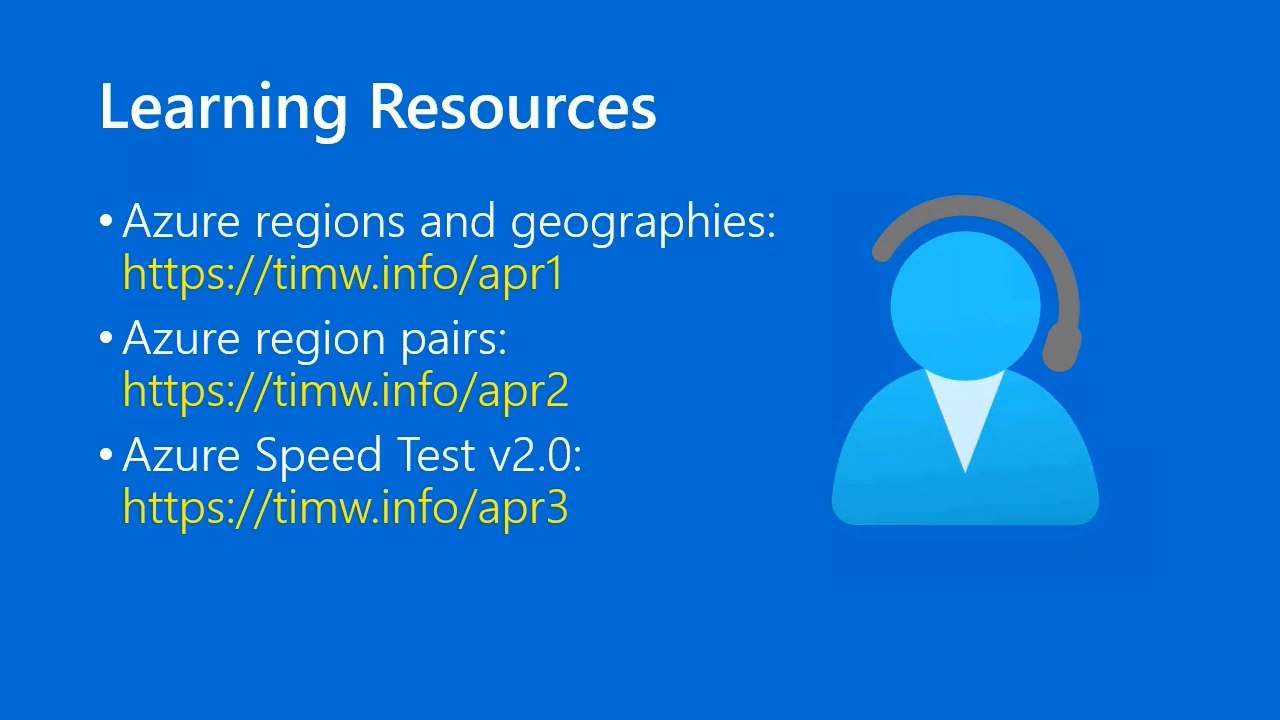 Learning Resources
• Azure regions and geographies:
https://timw.info/apr1
• Azure region pairs:
https://timw.info/apr2
• Azure Speed Test v2.0:
https://timw.info/apr3